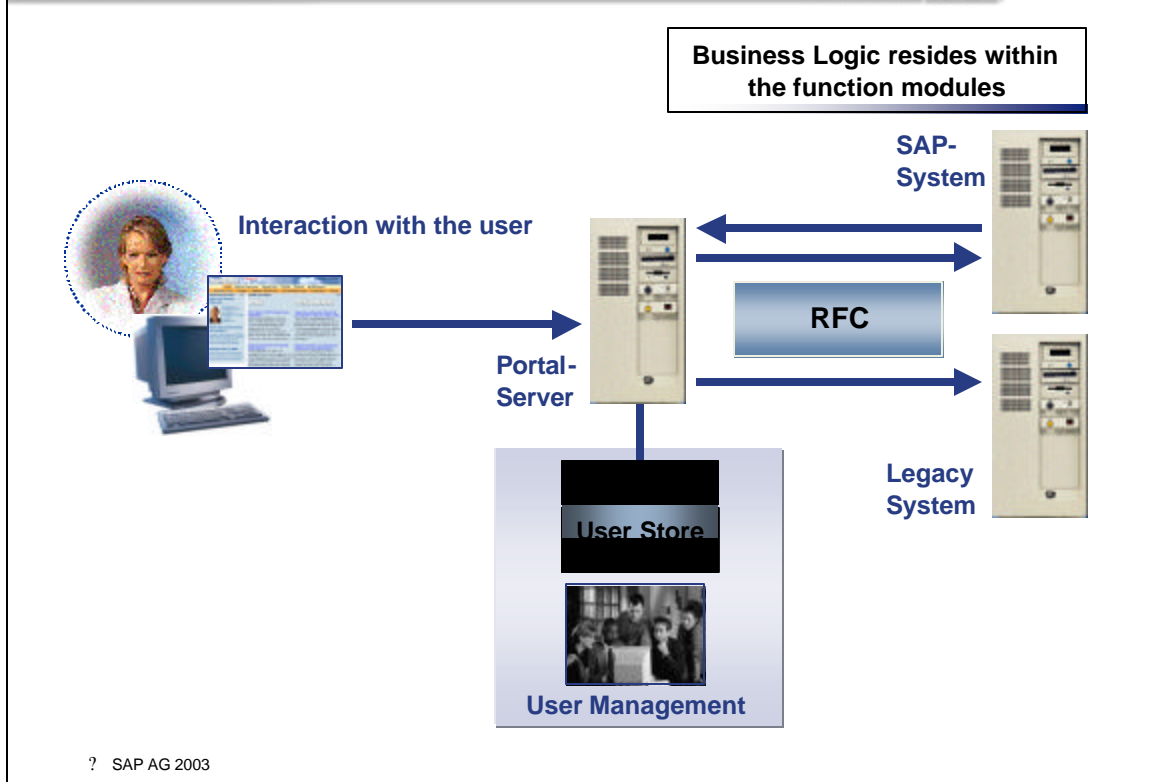 Business Logic resides within
the function modules
SAP-
System
Interaction with the user
RFC
Portal-
Server
Legacy
System
User Store
User Management
? SAP AG 2003